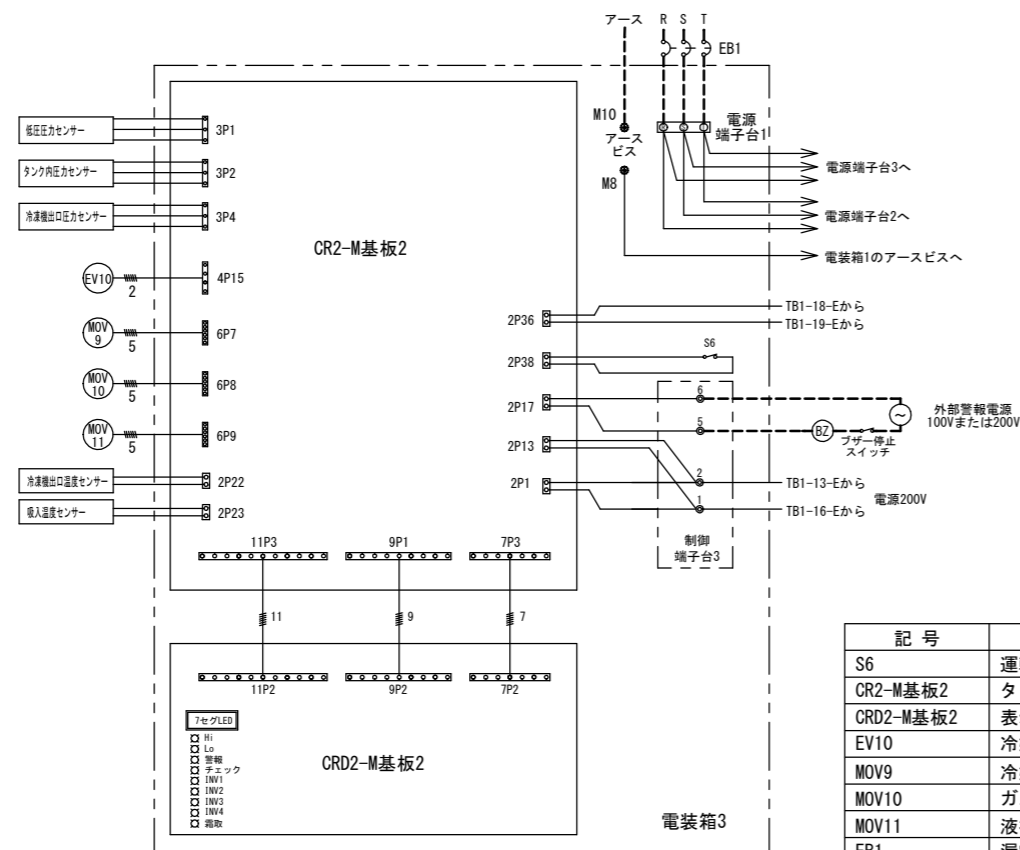 アース R S T
EB1
M10
アース
ビス
M8
電源
端子台1
電源端子台3へ
電源端子台2へ
電装箱1のアースビスへ
低圧圧力センサー
3P1
タンク内圧力センサー
3P2
冷凍機出口圧力センサー
3P4
CR2-M基板2
EV10
2
4P15
MOV
9
5
6P7
MOV
10
5
6P8
MOV
11
5
6P9
冷凍機出口温度センサー
2P22
吸入温度センサー
2P23
2P36
TB1-18-Eから
TB1-19-Eから
2P38
S6
2P17
6
5
BZ
ブザー停止
スイッチ
~
外部警報電源
100Vまたは200V
2P13
2P1
2
1
TB1-13-Eから
電源200V
TB1-16-Eから
制御
端子台3
11P3 9P1 7P3
11 9 7
11P2 9P2 7P2
7セグLED
Hi
Lo
警報
チェック
INV1
INV2
INV3
INV4
霜取
CRD2-M基板2
電装箱3
記号
S6
CR2-M基板2 タ
CRD2-M基板2 表
EV10
MOV9
MOV10 ガ
MOV11 液
EB1